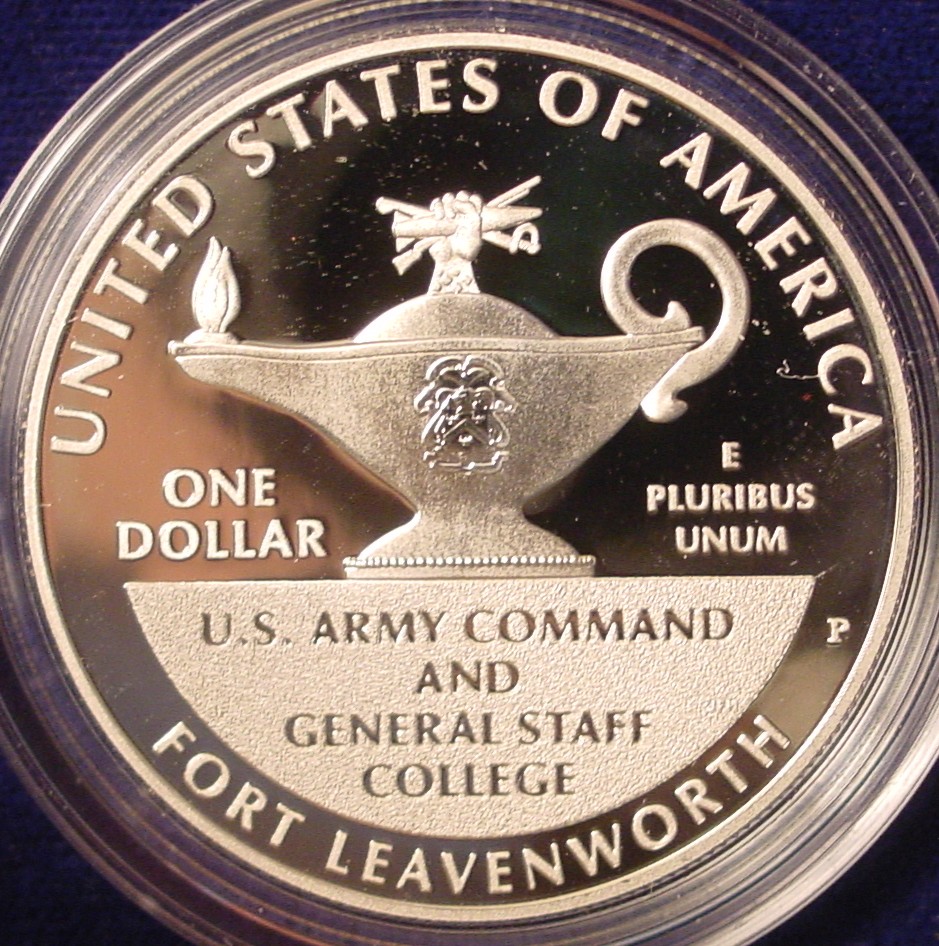 UNITED STATES OF AMERICA
ONE
DOLLAR
E
PLURIBUS
UNUM
U.S. ARMY COMMAND
AND
GENERAL STAFF
COLLEGE
P
FORT LEAVENWORTH